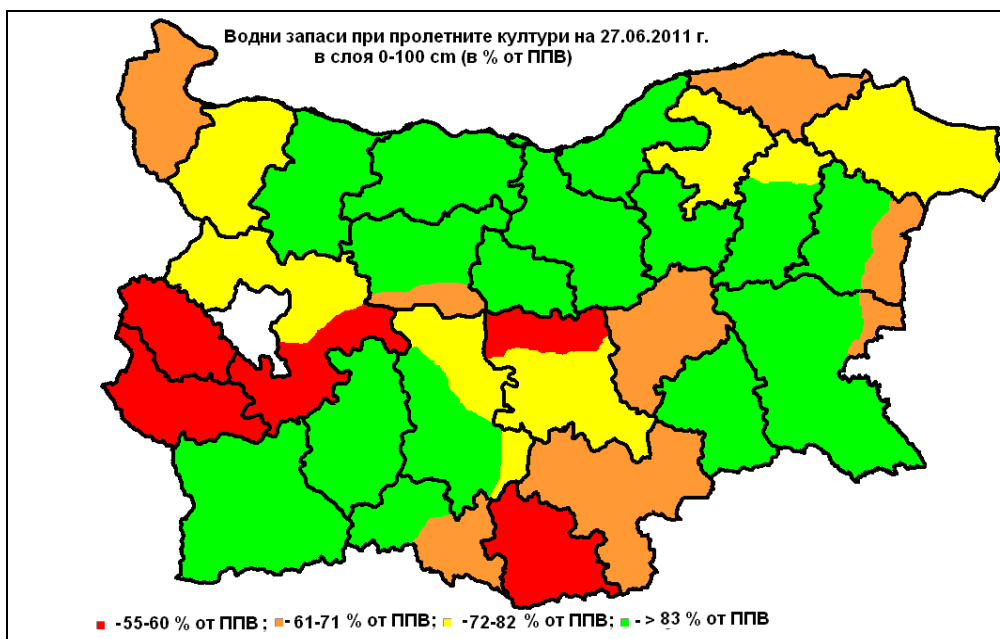 Водни запаси при пролетните култури на 27.06.2011 г.
в слоя 0-100 cm (в % от ППВ)
-55-60 % от ППВ ; - 61-71 % от ППВ; -72-82 % от ППВ; - > 83 % от ППВ